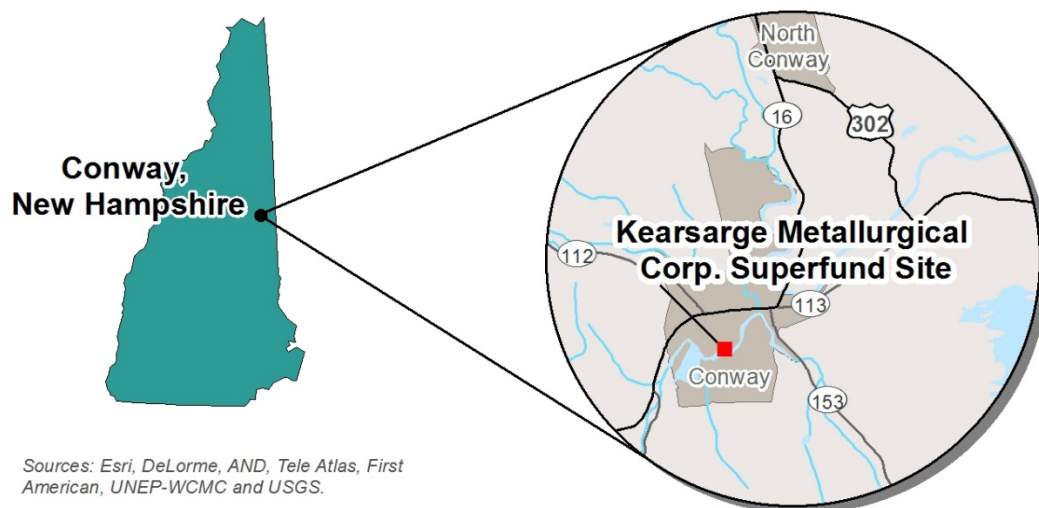 Conway,
New Hampshire
North
Conway
16
302
Kearsarge Metallurgical
Corp. Superfund Site
112
113
Conway
153
Sources: Esri, DeLorme, AND, Tele Atlas, First
American, UNEP-WCMC and USGS.